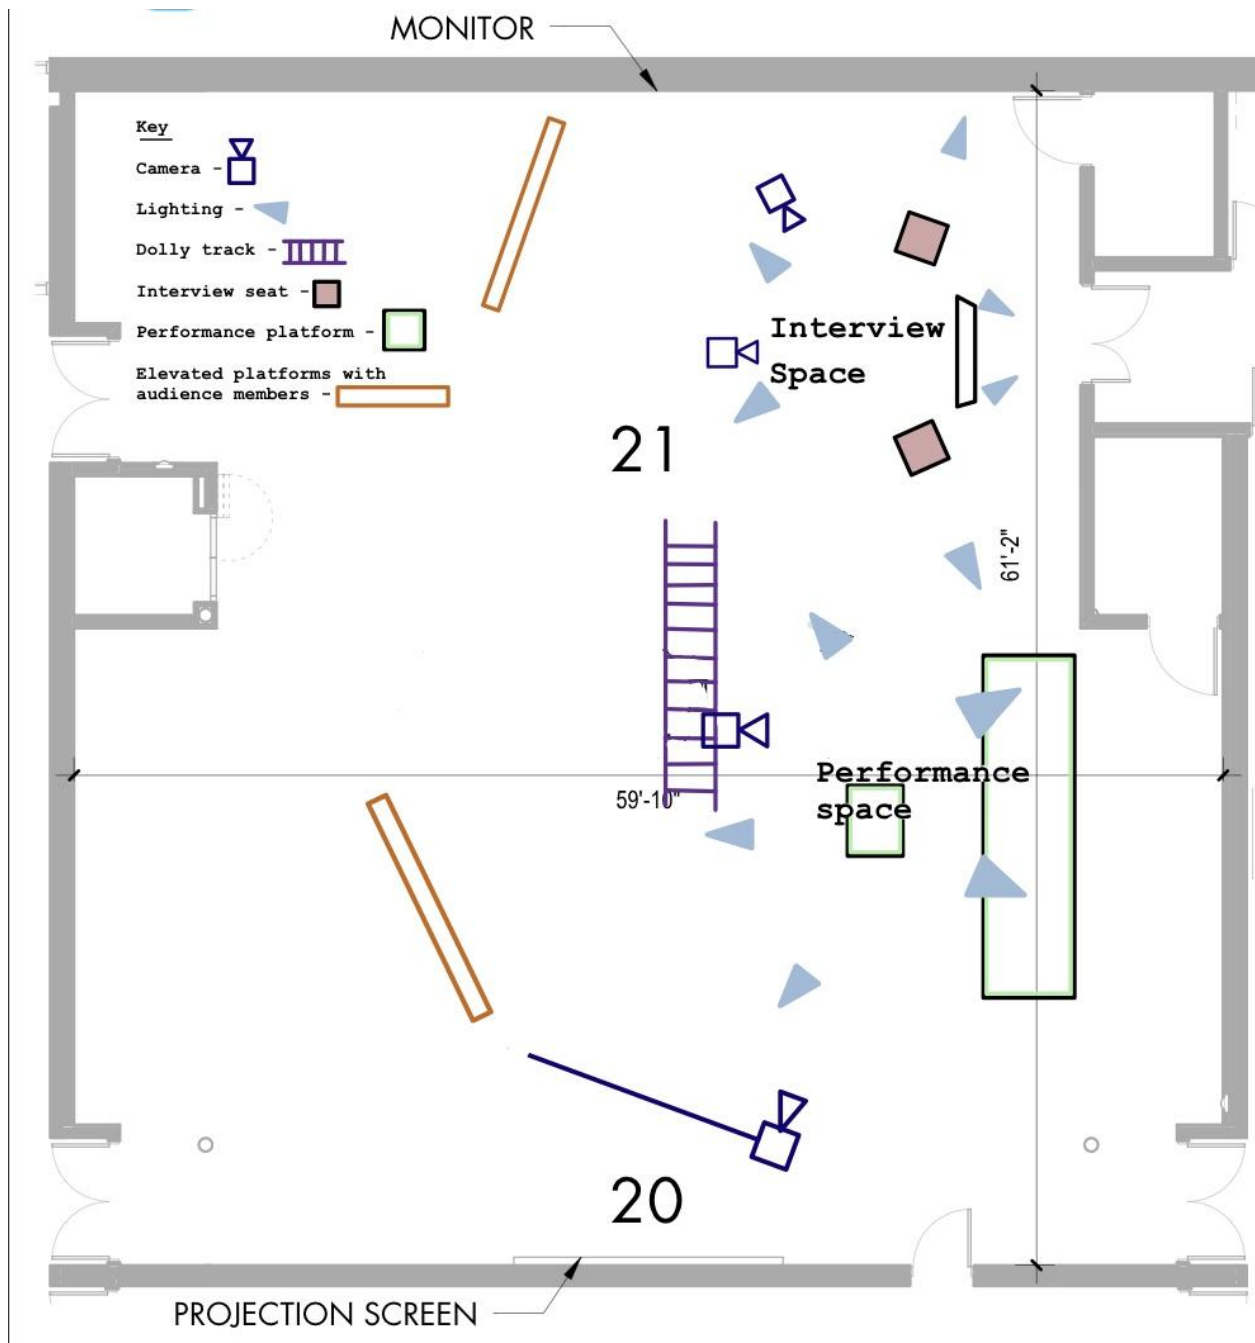 MONITOR
Key
Camera -
Lighting -
Dolly track -
Interview seat -
Performance platform -
Elevated platforms with
audience members -
Interview
Space
21
61'-2"
Performance
space
59'-10"
20
PROJECTION SCREEN